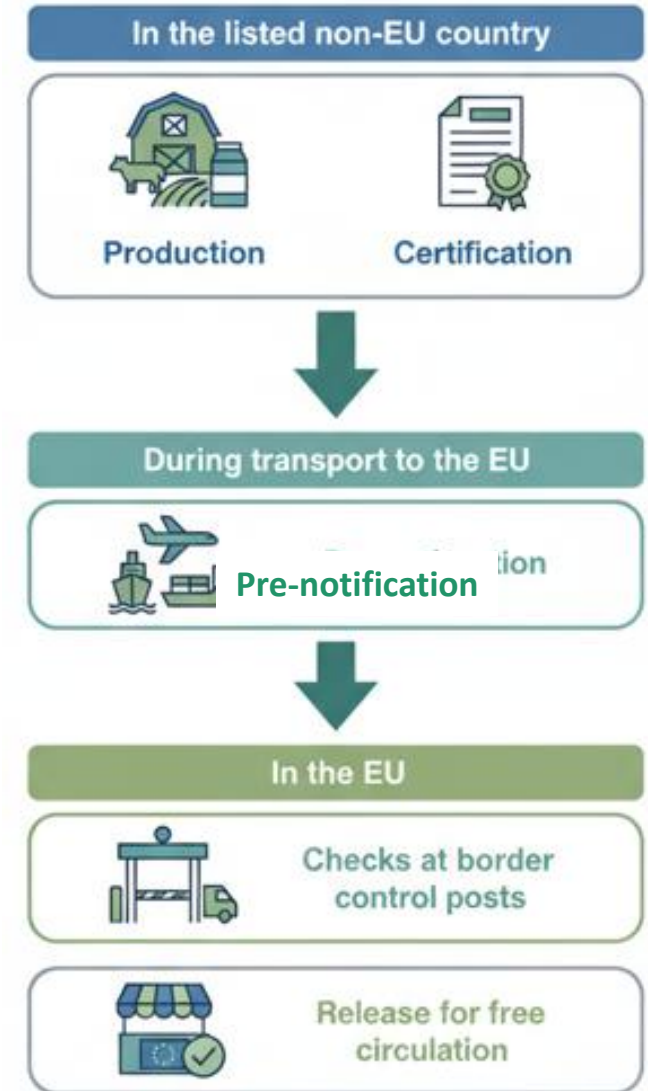 In the listed non-EU country
Production
Certification
During transport to the EU
Pre-notification
tion
In the EU
Checks at border
control posts
Release for free
circulation